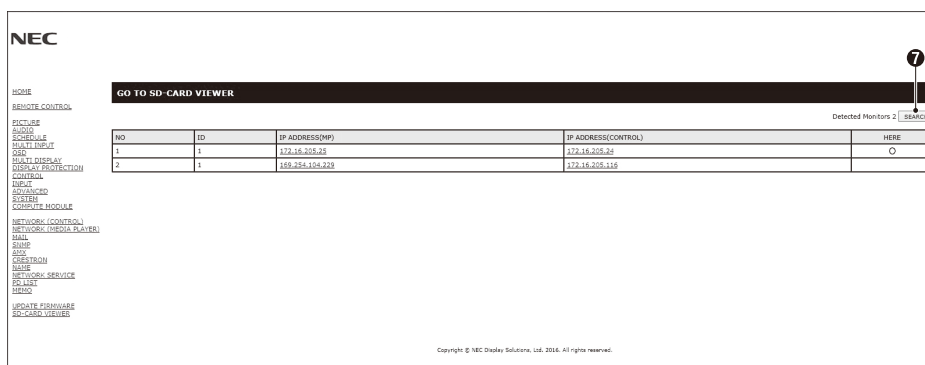 NEC
7
HOME
REMOTE CONTROL
PICTURE
AUDIO
SCHEDULE
MULTI INPUT
OSD
MULTI DISPLAY
DISPLAY PROTECTION
CONTROL
INPUT
ADVANCED
SYSTEM
COMPUTE MODULE
NETWORK (CONTROL)
NETWORK (MEDIA PLAYER)
MAIL
SNMP
AMX
CRESTRON
NAME
NETWORK SERVICE
PD LIST
MEMO
UPDATE FIRMWARE
SD-CARD VIEWER
GO TO SD-CARD VIEWER
Detected Monitors 2 SEARC
NO ID IP ADDRESS(MP) IP ADDRESS(CONTROL) HERE
1 1 172.16.205.25 172.16.205.24 O
2 1 169.254.104.229 172.16.205.116
Copyright © NEC Display Solutions, Ltd. 2016. All rights reserved.